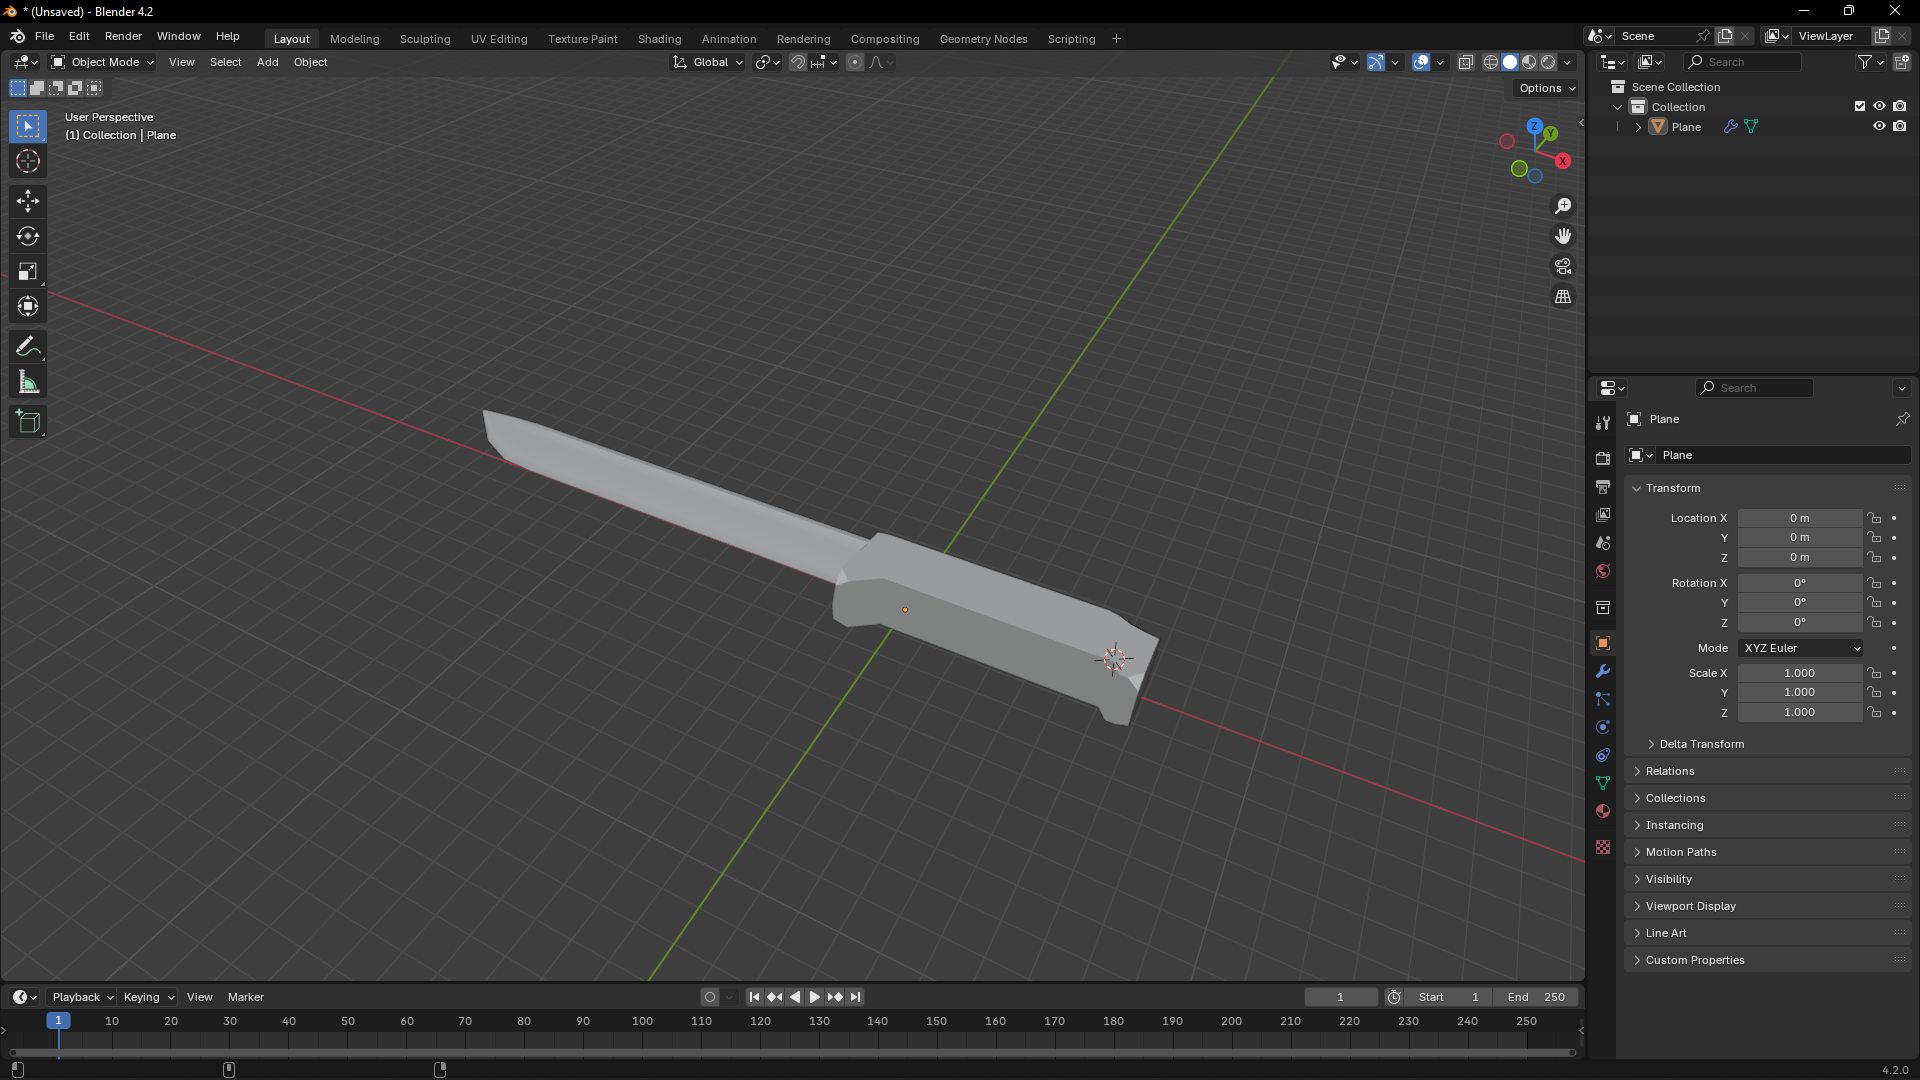 * (Unsaved) - Blender 4.2
File Edit Render Window Help
Layout Modeling Sculpting UV Editing Texture Paint Shading Animation Rendering Compositing Geometry Nodes Scripting +
Scene
ViewLayer
Object Mode View Select Add Object
Global
Options
User Perspective
(1) Collection | Plane
Z
Y
X
Search
Scene Collection
Collection
Plane
Search
Plane
Plane
Transform
Location X 0 m
Y 0 m
Z 0 m
Rotation X 0°
Y 0°
Z 0°
Mode XYZ Euler
Scale X 1.000
Y 1.000
Z 1.000
Delta Transform
Relations
Collections
Instancing
Motion Paths
Visibility
Viewport Display
Line Art
Custom Properties
Playback Keying View Marker
1 Start 1 End 250
1 10 20 30 40 50 60 70 80 90 100 110 120 130 140 150 160 170 180 190 200 210 220 230 240 250
4.2.0